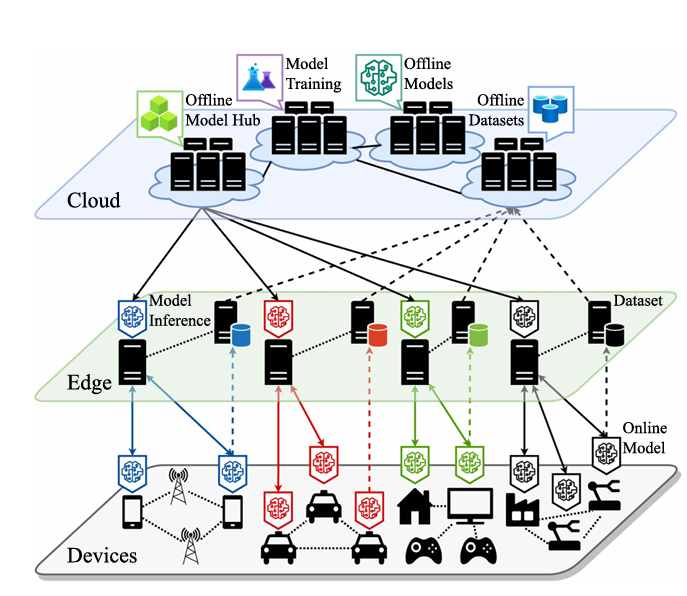 Model
Training
Offline
Models
Offline
Model Hub
Offline
Datasets
Cloud
Model
Inference
Dataset
Edge
Online
Model
Devices